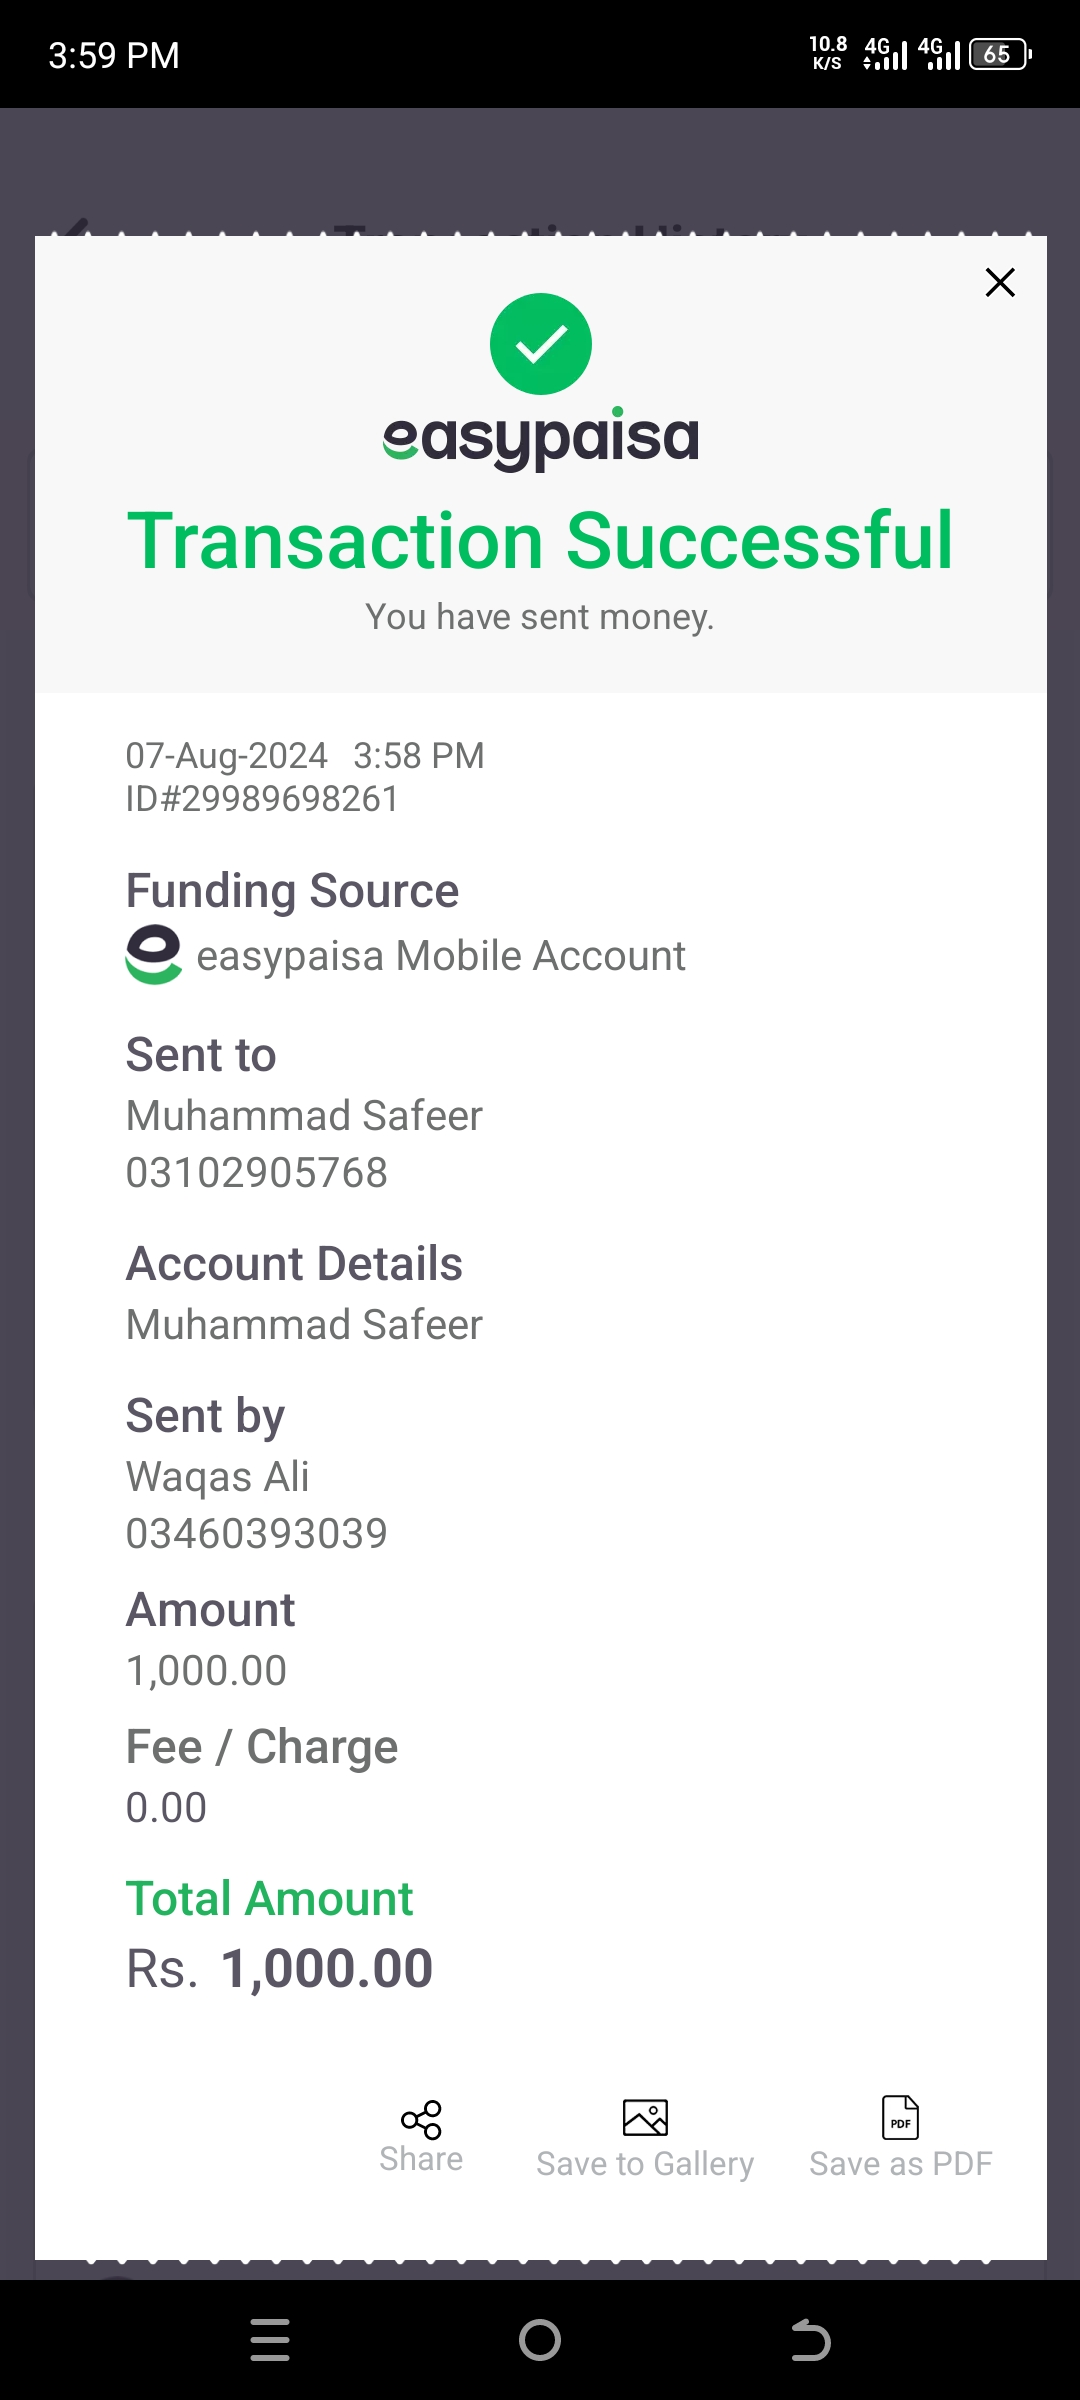 3:59 PM
10.8 K/S 4G 4G 65
easypaisa
Transaction Successful
You have sent money.
07-Aug-2024 3:58 PM
ID#29989698261
Funding Source
easypaisa Mobile Account
Sent to
Muhammad Safeer
03102905768
Account Details
Muhammad Safeer
Sent by
Waqas Ali
03460393039
Amount
1,000.00
Fee / Charge
0.00
Total Amount
Rs. 1,000.00
PDF
Share Save to Gallery Save as PDF